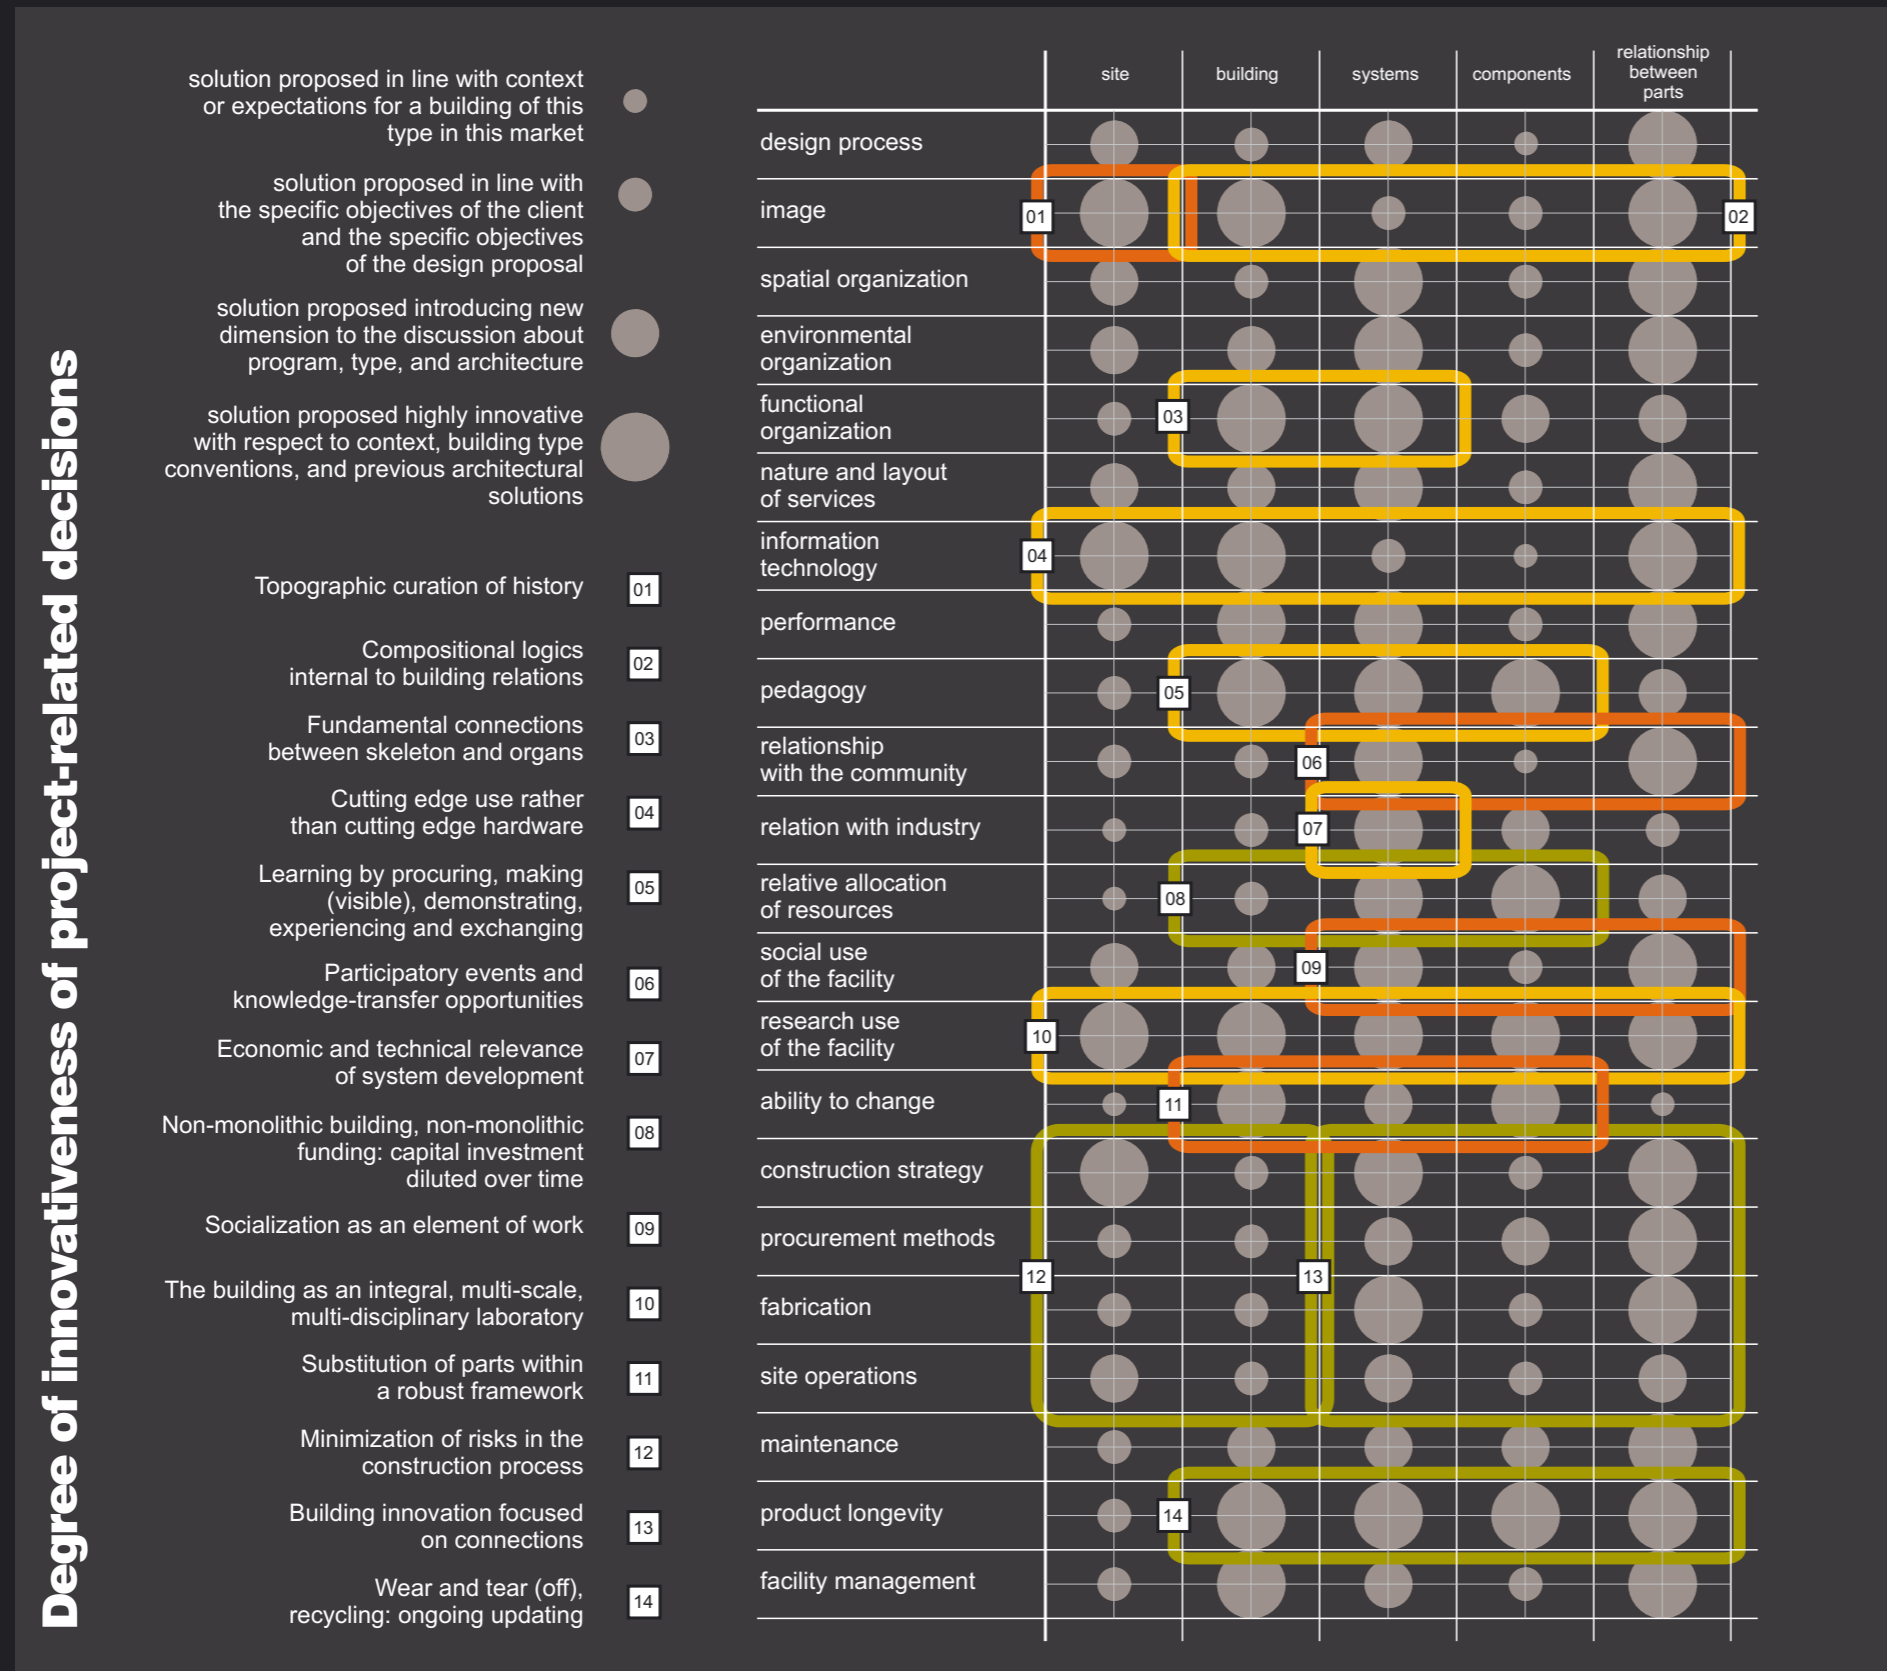 Degree of innovativeness of project-related decisions
solution proposed in line with context
or expectations for a building of this
type in this market
solution proposed in line with
the specific objectives of the client
and the specific objectives
of the design proposal
solution proposed introducing new
dimension to the discussion about
program, type, and architecture
solution proposed highly innovative
with respect to context, building type
conventions, and previous architectural
solutions
Topographic curation of history
01
Compositional logics
internal to building relations
02
Fundamental connections
between skeleton and organs
03
Cutting edge use rather
than cutting edge hardware
04
Learning by procuring, making
(visible), demonstrating,
experiencing and exchanging
05
Participatory events and
knowledge-transfer opportunities
06
Economic and technical relevance
of system development
07
Non-monolithic building, non-monolithic
funding: capital investment
diluted over time
08
Socialization as an element of work
09
The building as an integral, multi-scale,
multi-disciplinary laboratory
10
Substitution of parts within
a robust framework
11
Minimization of risks in the
construction process
12
Building innovation focused
on connections
13
Wear and tear (off),
recycling: ongoing updating
14
site
building
systems
components
relationship
between
parts
design process
image
01
02
spatial organization
environmental
organization
functional
organization
03
nature and layout
of services
information
technology
04
performance
pedagogy
05
relationship
with the community
06
relation with industry
07
relative allocation
of resources
08
social use
of the facility
09
research use
of the facility
10
ability to change
11
construction strategy
procurement methods
12
13
fabrication
site operations
maintenance
product longevity
14
facility management